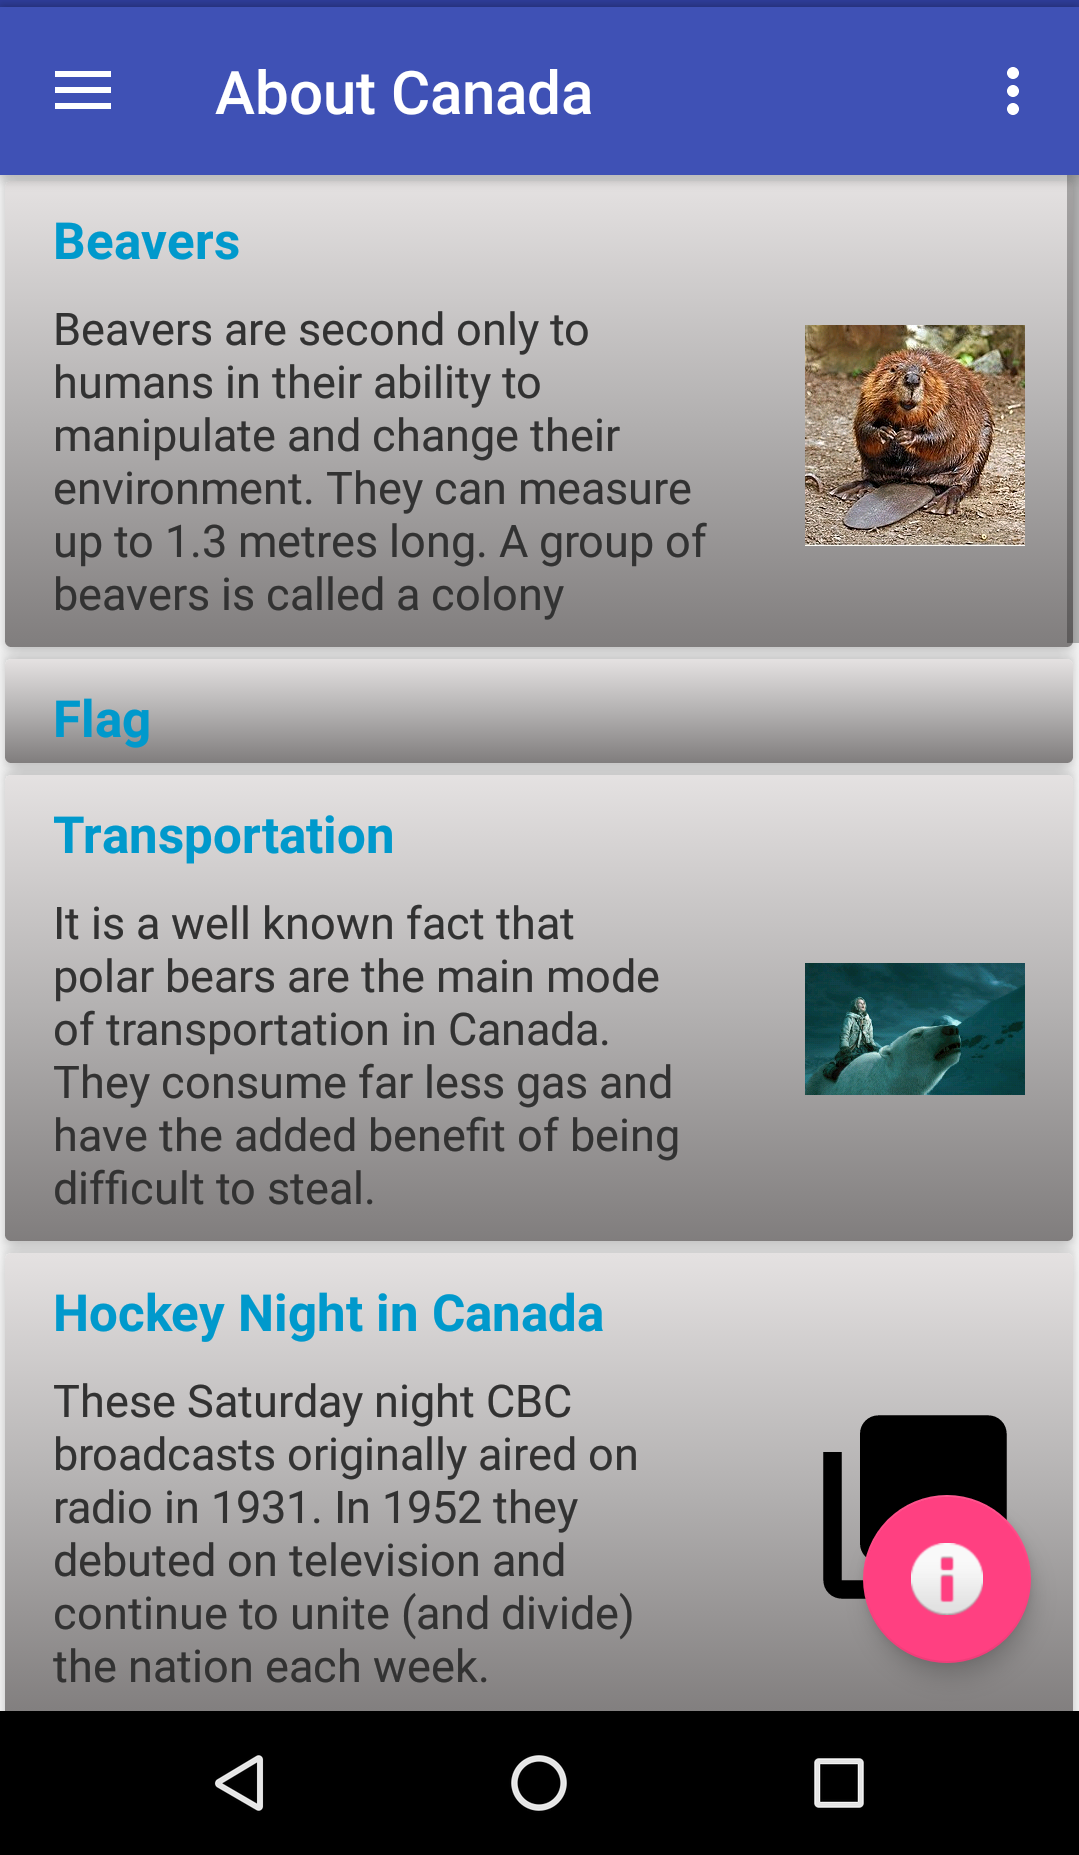 About Canada
Beavers
Beavers are second only to
humans in their ability to
manipulate and change their
environment. They can measure
up to 1.3 metres long. A group of
beavers is called a colony
Flag
Transportation
It is a well known fact that
polar bears are the main mode
of transportation in Canada.
They consume far less gas and
have the added benefit of being
difficult to steal.
Hockey Night in Canada
These Saturday night CBC
broadcasts originally aired on
radio in 1931. In 1952 they
debuted on television and
continue to unite (and divide)
the nation each week.